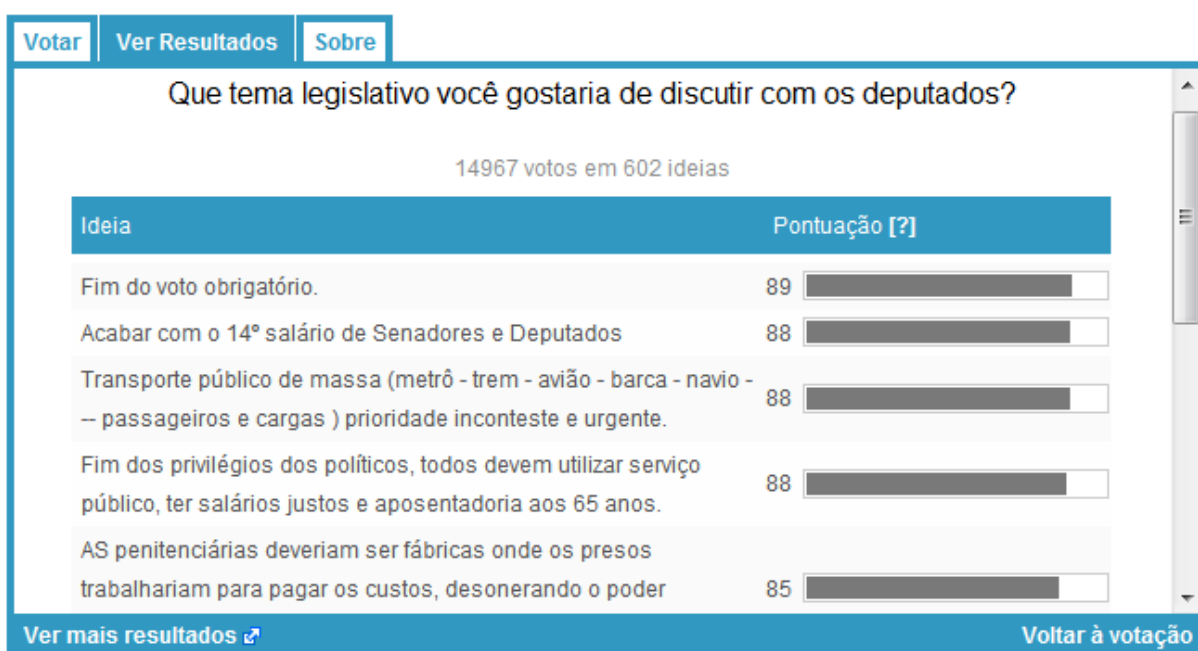 Votar Ver Resultados Sobre
Que tema legislativo você gostaria de discutir com os deputados?
14967 votos em 602 ideias
Ideia Pontuação [?]
Fim do voto obrigatório. 89
Acabar com o 14º salário de Senadores e Deputados 88
Transporte público de massa (metrô - trem - avião - barca - navio -
-- passageiros e cargas ) prioridade inconteste e urgente. 88
Fim dos privilégios dos políticos, todos devem utilizar serviço
público, ter salários justos e aposentadoria aos 65 anos. 88
AS penitenciárias deveriam ser fábricas onde os presos
trabalhariam para pagar os custos, desonerando o poder 85
Ver mais resultados Voltar à votação